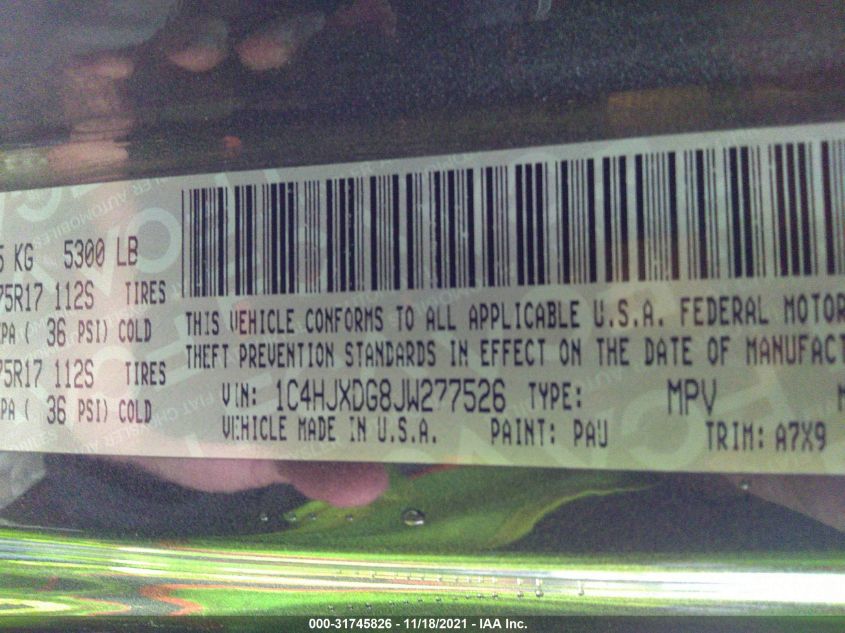 5 KG 5300 LB
75R17 112S TIRES
PA ( 36 PSI) COLD
75R17 112S TIRES
PA ( 36 PSI) COLD
THIS VEHICLE CONFORMS TO ALL APPLICABLE U.S.A. FEDERAL MOTOR
THEFT PREVENTION STANDARDS IN EFFECT ON THE DATE OF MANUFACT
VIN: 1C4HJXDG8JW277526 TYPE: MPV
VEHICLE MADE IN U.S.A. PAINT: PAU TRIM: A7X9
000-31745826 - 11/18/2021 - IAA Inc.